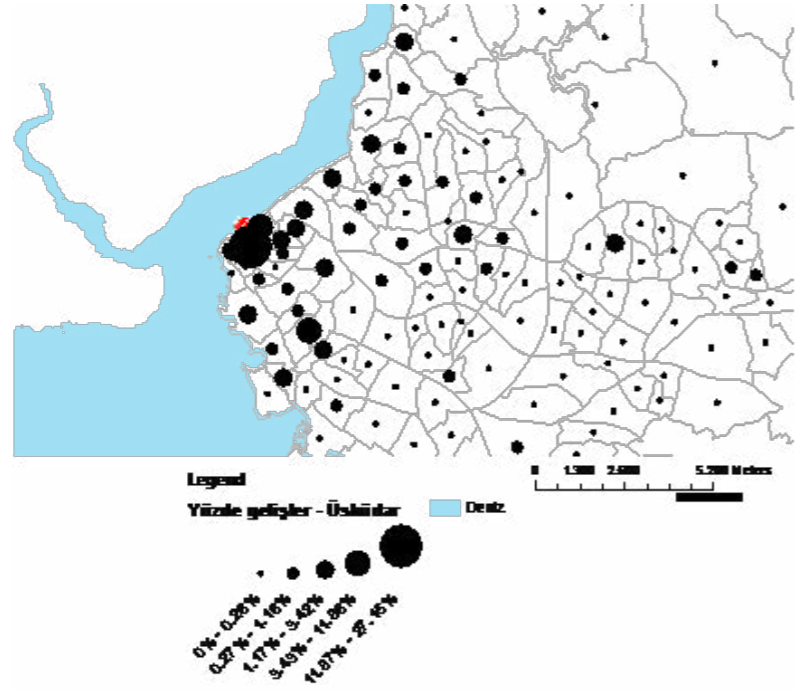 0 1.300 2.600 5.200 Meters
Legend
Yüzde gelişler - Üsküdar
Deniz
0% - 0.26%
0.27% - 1.16%
1.17% - 3.42%
3.43% - 11.86%
11.87% - 27.15%